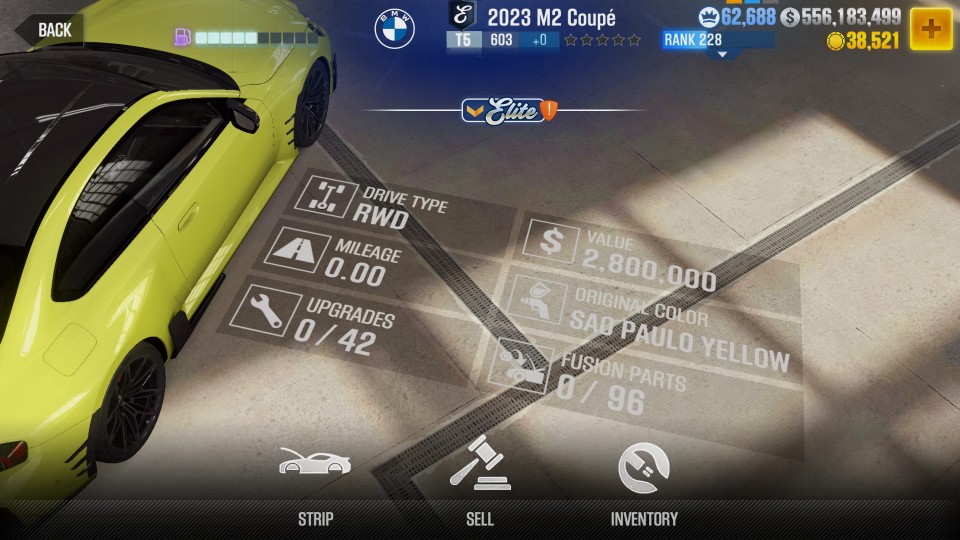 BACK
BMW
2023 M2 Coupé
T5 603 +0
62,688
556,183,499
RANK 228
38,521
Elite
DRIVE TYPE
RWD
MILEAGE
0.00
UPGRADES
0 / 42
VALUE
2,800,000
ORIGINAL COLOR
SAO PAULO YELLOW
FUSION PARTS
0 / 96
STRIP
SELL
INVENTORY